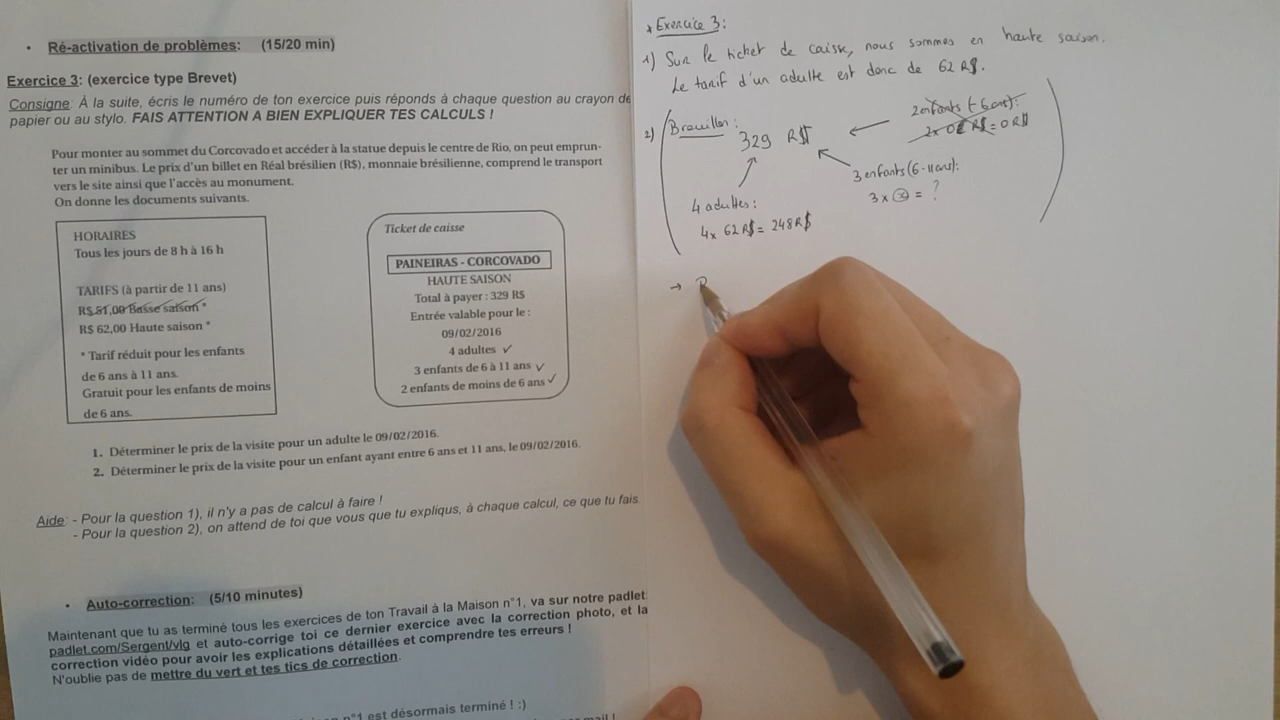 • Ré-activation de problèmes: (15/20 min)
Exercice 3: (exercice type Brevet)
Consigne: À la suite, écris le numéro de ton exercice puis réponds à chaque question au crayon de
papier ou au stylo. FAIS ATTENTION A BIEN EXPLIQUER TES CALCULS !
Pour monter au sommet du Corcovado et accéder à la statue depuis le centre de Rio, on peut emprun-
ter un minibus. Le prix d'un billet en Réal brésilien (R$), monnaie brésilienne, comprend le transport
vers le site ainsi que l'accès au monument.
On donne les documents suivants.
HORAIRES
Tous les jours de 8 h à 16 h
TARIFS (à partir de 11 ans)
R$ 51,00 Basse saison *
R$ 62,00 Haute saison *
* Tarif réduit pour les enfants
de 6 ans à 11 ans.
Gratuit pour les enfants de moins
de 6 ans.
Ticket de caisse
PAINEIRAS - CORCOVADO
HAUTE SAISON
Total à payer : 329 R$
Entrée valable pour le :
09/02/2016
4 adultes ✓
3 enfants de 6 à 11 ans ✓
2 enfants de moins de 6 ans ✓
1. Déterminer le prix de la visite pour un adulte le 09/02/2016.
2. Déterminer le prix de la visite pour un enfant ayant entre 6 ans et 11 ans, le 09/02/2016.
Aide: - Pour la question 1), il n'y a pas de calcul à faire !
- Pour la question 2), on attend de toi que vous que tu expliqus, à chaque calcul, ce que tu fais.
• Auto-correction: (5/10 minutes)
Maintenant que tu as terminé tous les exercices de ton Travail à la Maison n°1, va sur notre padlet:
padlet.com/Sergent/vlg et auto-corrige toi ce dernier exercice avec la correction photo, et la
correction vidéo pour avoir les explications détaillées et comprendre tes erreurs !
N'oublie pas de mettre du vert et tes tics de correction.
n°1 est désormais terminé ! :)
mail !
* Exercice 3:
1) Sur le ticket de caisse, nous sommes en haute saison.
Le tarif d'un adulte est donc de 62 R$.
2) ( Brouillon :
329 R$ ←
2 enfants (-6 ans):
2 x 0 R$ = 0 R$
3 enfants (6-11 ans):
3 x ? = ?
4 adultes :
4 x 62 R$ = 248 R$
→